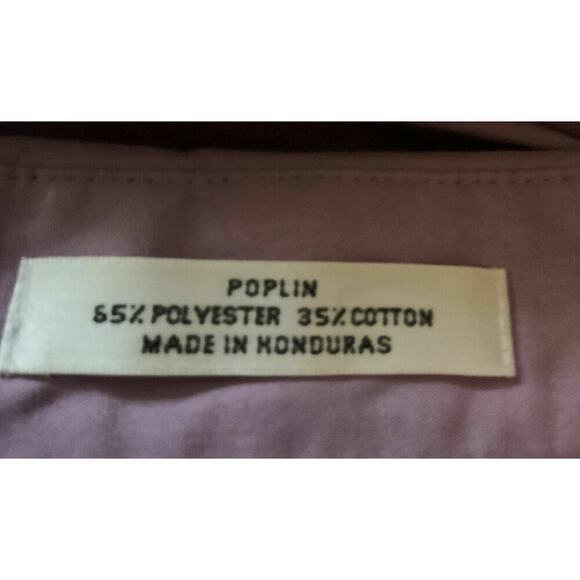 POPLIN
65% POLYESTER 35% COTTON
MADE IN HONDURAS